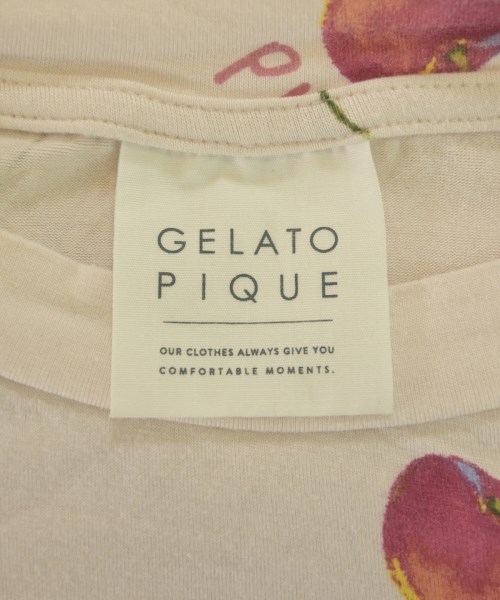 GELATO
PIQUE
OUR CLOTHES ALWAYS GIVE YOU
COMFORTABLE MOMENTS.